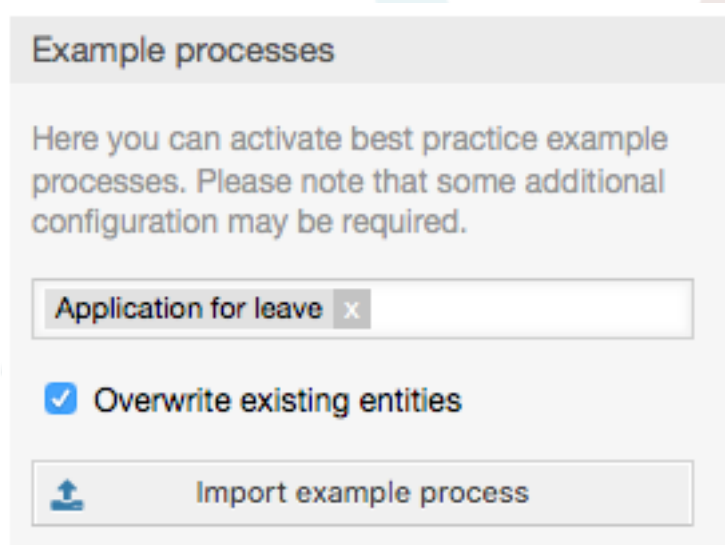 Example processes
Here you can activate best practice example
processes. Please note that some additional
configuration may be required.
Application for leave x
Overwrite existing entities
Import example process